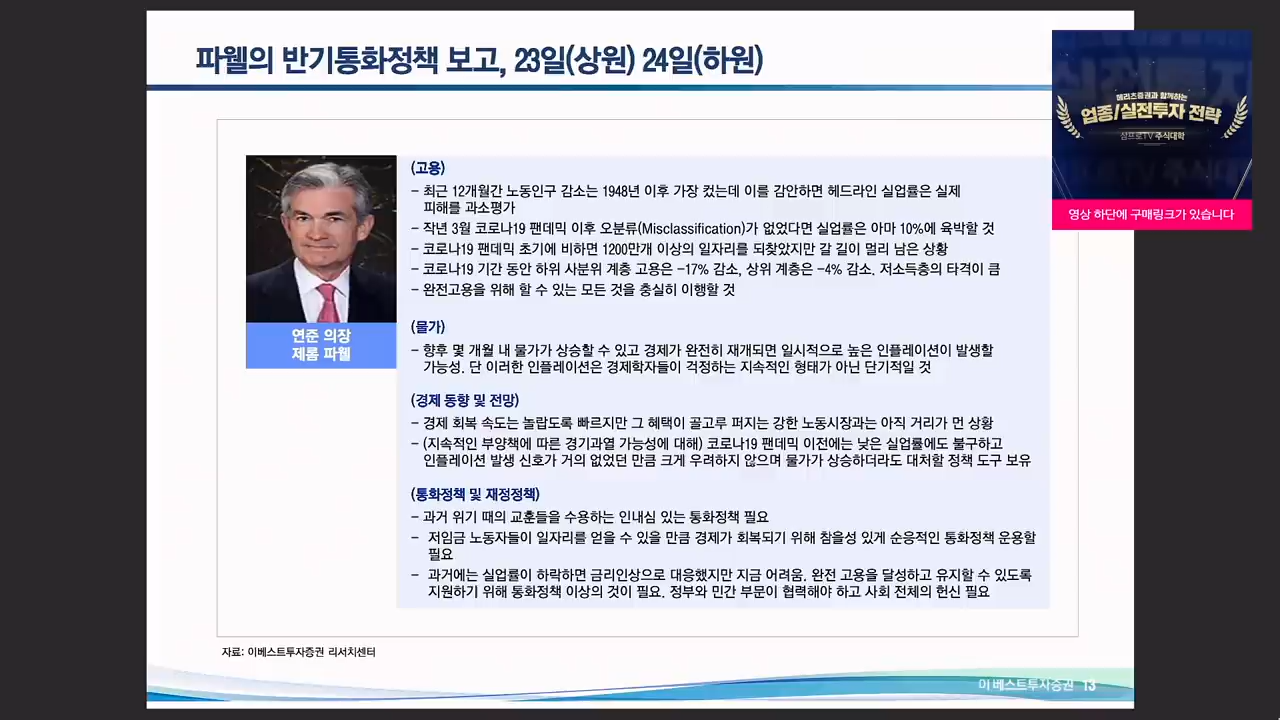 파월의 반기통화정책 보고, 23일(상원) 24일(하원)
메리츠증권과 함께하는
업종/실전투자 전략
삼프로TV 주식대학
영상 하단에 구매링크가 있습니다
연준 의장
제롬 파웰
(고용)
– 최근 12개월간 노동인구 감소는 1948년 이후 가장 컸는데 이를 감안하면 헤드라인 실업률은 실제
피해를 과소평가
– 작년 3월 코로나19 팬데믹 이후 오분류(Misclassification)가 없었다면 실업률은 아마 10%에 육박할 것
– 코로나19 팬데믹 초기에 비하면 1200만개 이상의 일자리를 되찾았지만 갈 길이 멀리 남은 상황
– 코로나19 기간 동안 하위 사분위 계층 고용은 -17% 감소, 상위 계층은 -4% 감소. 저소득층의 타격이 큼
– 완전고용을 위해 할 수 있는 모든 것을 충실히 이행할 것
(물가)
– 향후 몇 개월 내 물가가 상승할 수 있고 경제가 완전히 재개되면 일시적으로 높은 인플레이션이 발생할
가능성. 단 이러한 인플레이션은 경제학자들이 걱정하는 지속적인 형태가 아닌 단기적일 것
(경제 동향 및 전망)
– 경제 회복 속도는 놀랍도록 빠르지만 그 혜택이 골고루 퍼지는 강한 노동시장과는 아직 거리가 먼 상황
– (지속적인 부양책에 따른 경기과열 가능성에 대해) 코로나19 팬데믹 이전에는 낮은 실업률에도 불구하고
인플레이션 발생 신호가 거의 없었던 만큼 크게 우려하지 않으며 물가가 상승하더라도 대처할 정책 도구 보유
(통화정책 및 재정정책)
– 과거 위기 때의 교훈들을 수용하는 인내심 있는 통화정책 필요
– 저임금 노동자들이 일자리를 얻을 수 있을 만큼 경제가 회복되기 위해 참을성 있게 순응적인 통화정책 운용할
필요
– 과거에는 실업률이 하락하면 금리인상으로 대응했지만 지금 어려움. 완전 고용을 달성하고 유지할 수 있도록
지원하기 위해 통화정책 이상의 것이 필요. 정부와 민간 부문이 협력해야 하고 사회 전체의 헌신 필요
자료: 이베스트투자증권 리서치센터
이베스트투자증권 13